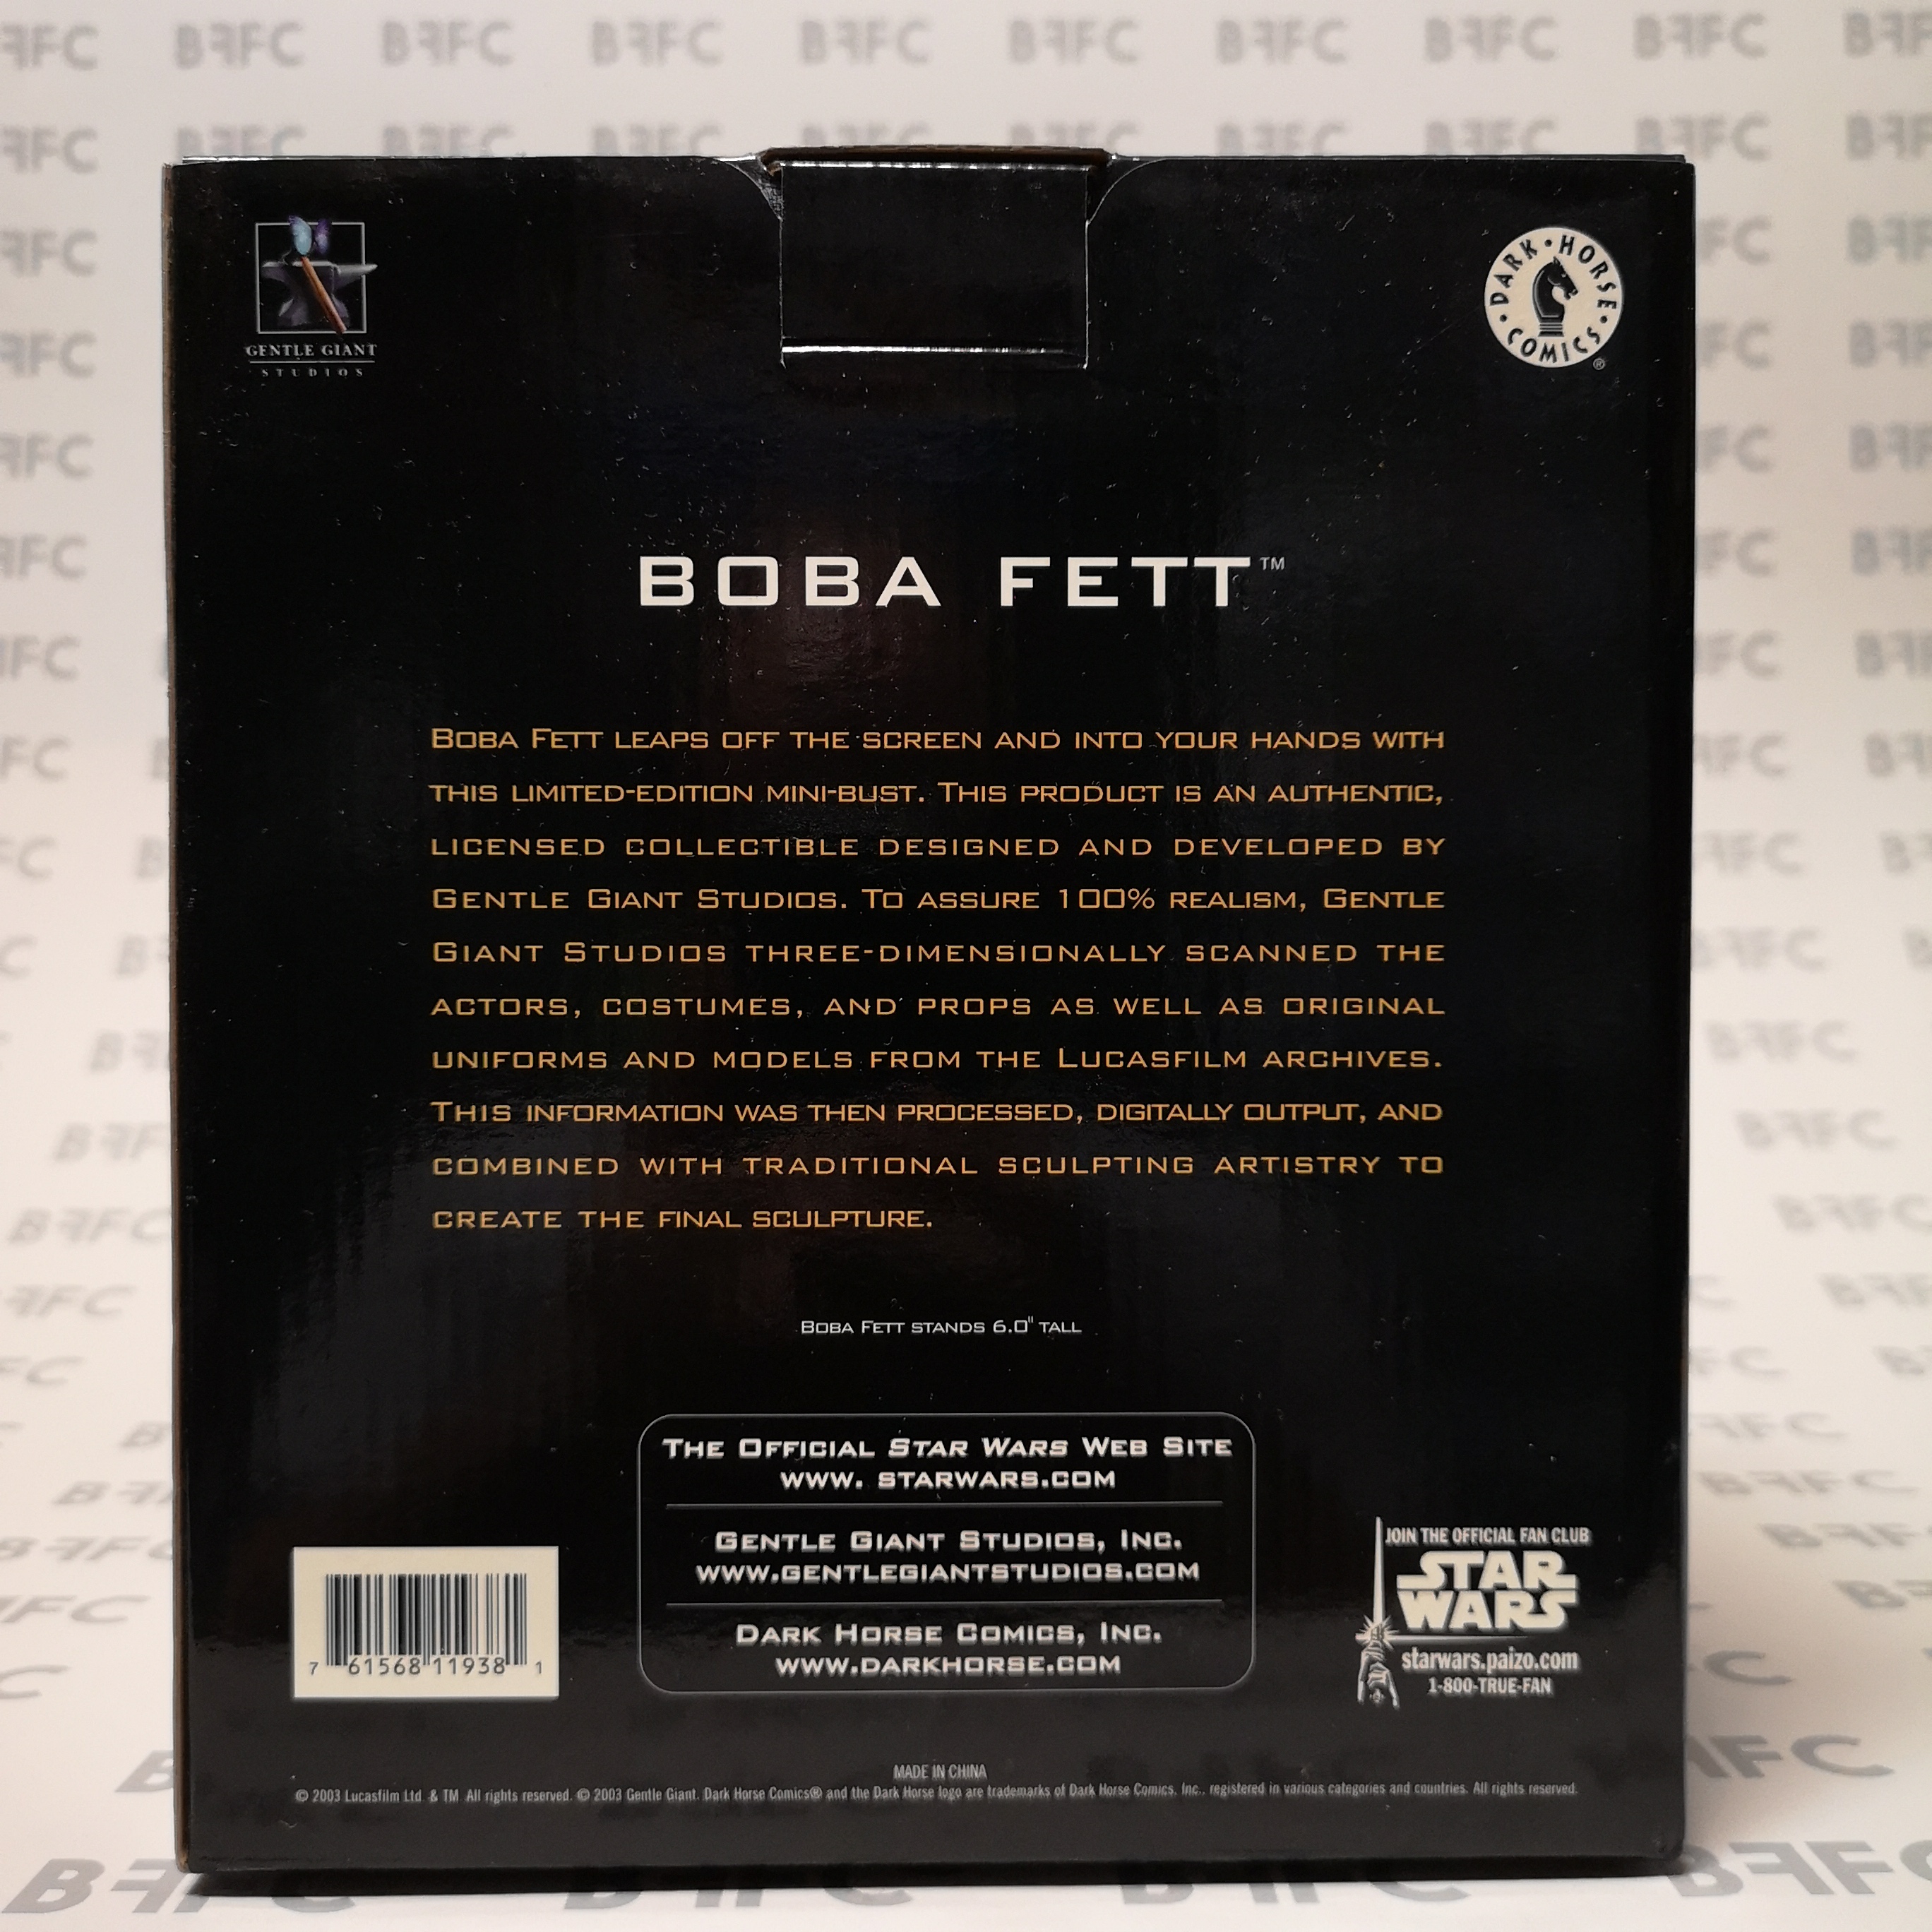 GENTLE GIANT
STUDIOS
DARK • HORSE • COMICS •
®
BOBA FETT™
BOBA FETT LEAPS OFF THE SCREEN AND INTO YOUR HANDS WITH
THIS LIMITED-EDITION MINI-BUST. THIS PRODUCT IS AN AUTHENTIC,
LICENSED COLLECTIBLE DESIGNED AND DEVELOPED BY
GENTLE GIANT STUDIOS. TO ASSURE 100% REALISM, GENTLE
GIANT STUDIOS THREE-DIMENSIONALLY SCANNED THE
ACTORS, COSTUMES, AND PROPS AS WELL AS ORIGINAL
UNIFORMS AND MODELS FROM THE LUCASFILM ARCHIVES.
THIS INFORMATION WAS THEN PROCESSED, DIGITALLY OUTPUT, AND
COMBINED WITH TRADITIONAL SCULPTING ARTISTRY TO
CREATE THE FINAL SCULPTURE.
BOBA FETT STANDS 6.0" TALL
THE OFFICIAL STAR WARS WEB SITE
WWW. STARWARS.COM
GENTLE GIANT STUDIOS, INC.
WWW.GENTLEGIANTSTUDIOS.COM
DARK HORSE COMICS, INC.
WWW.DARKHORSE.COM
7 61568 11938 1
JOIN THE OFFICIAL FAN CLUB
STAR
WARS
starwars.paizo.com
1-800-TRUE-FAN
MADE IN CHINA
© 2003 Lucasfilm Ltd. & TM All rights reserved. © 2003 Gentle Giant. Dark Horse Comics® and the Dark Horse logo are trademarks of Dark Horse Comics, Inc., registered in various categories and countries. All rights reserved.